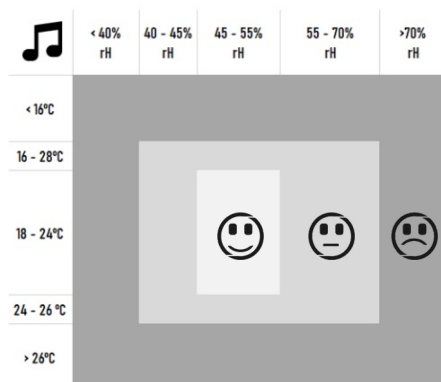 < 40%
rH
40 - 45%
rH
45 - 55%
rH
55 - 70%
rH
>70%
rH
< 16°C
16 - 28°C
18 - 24°C
24 - 26 °C
> 26°C